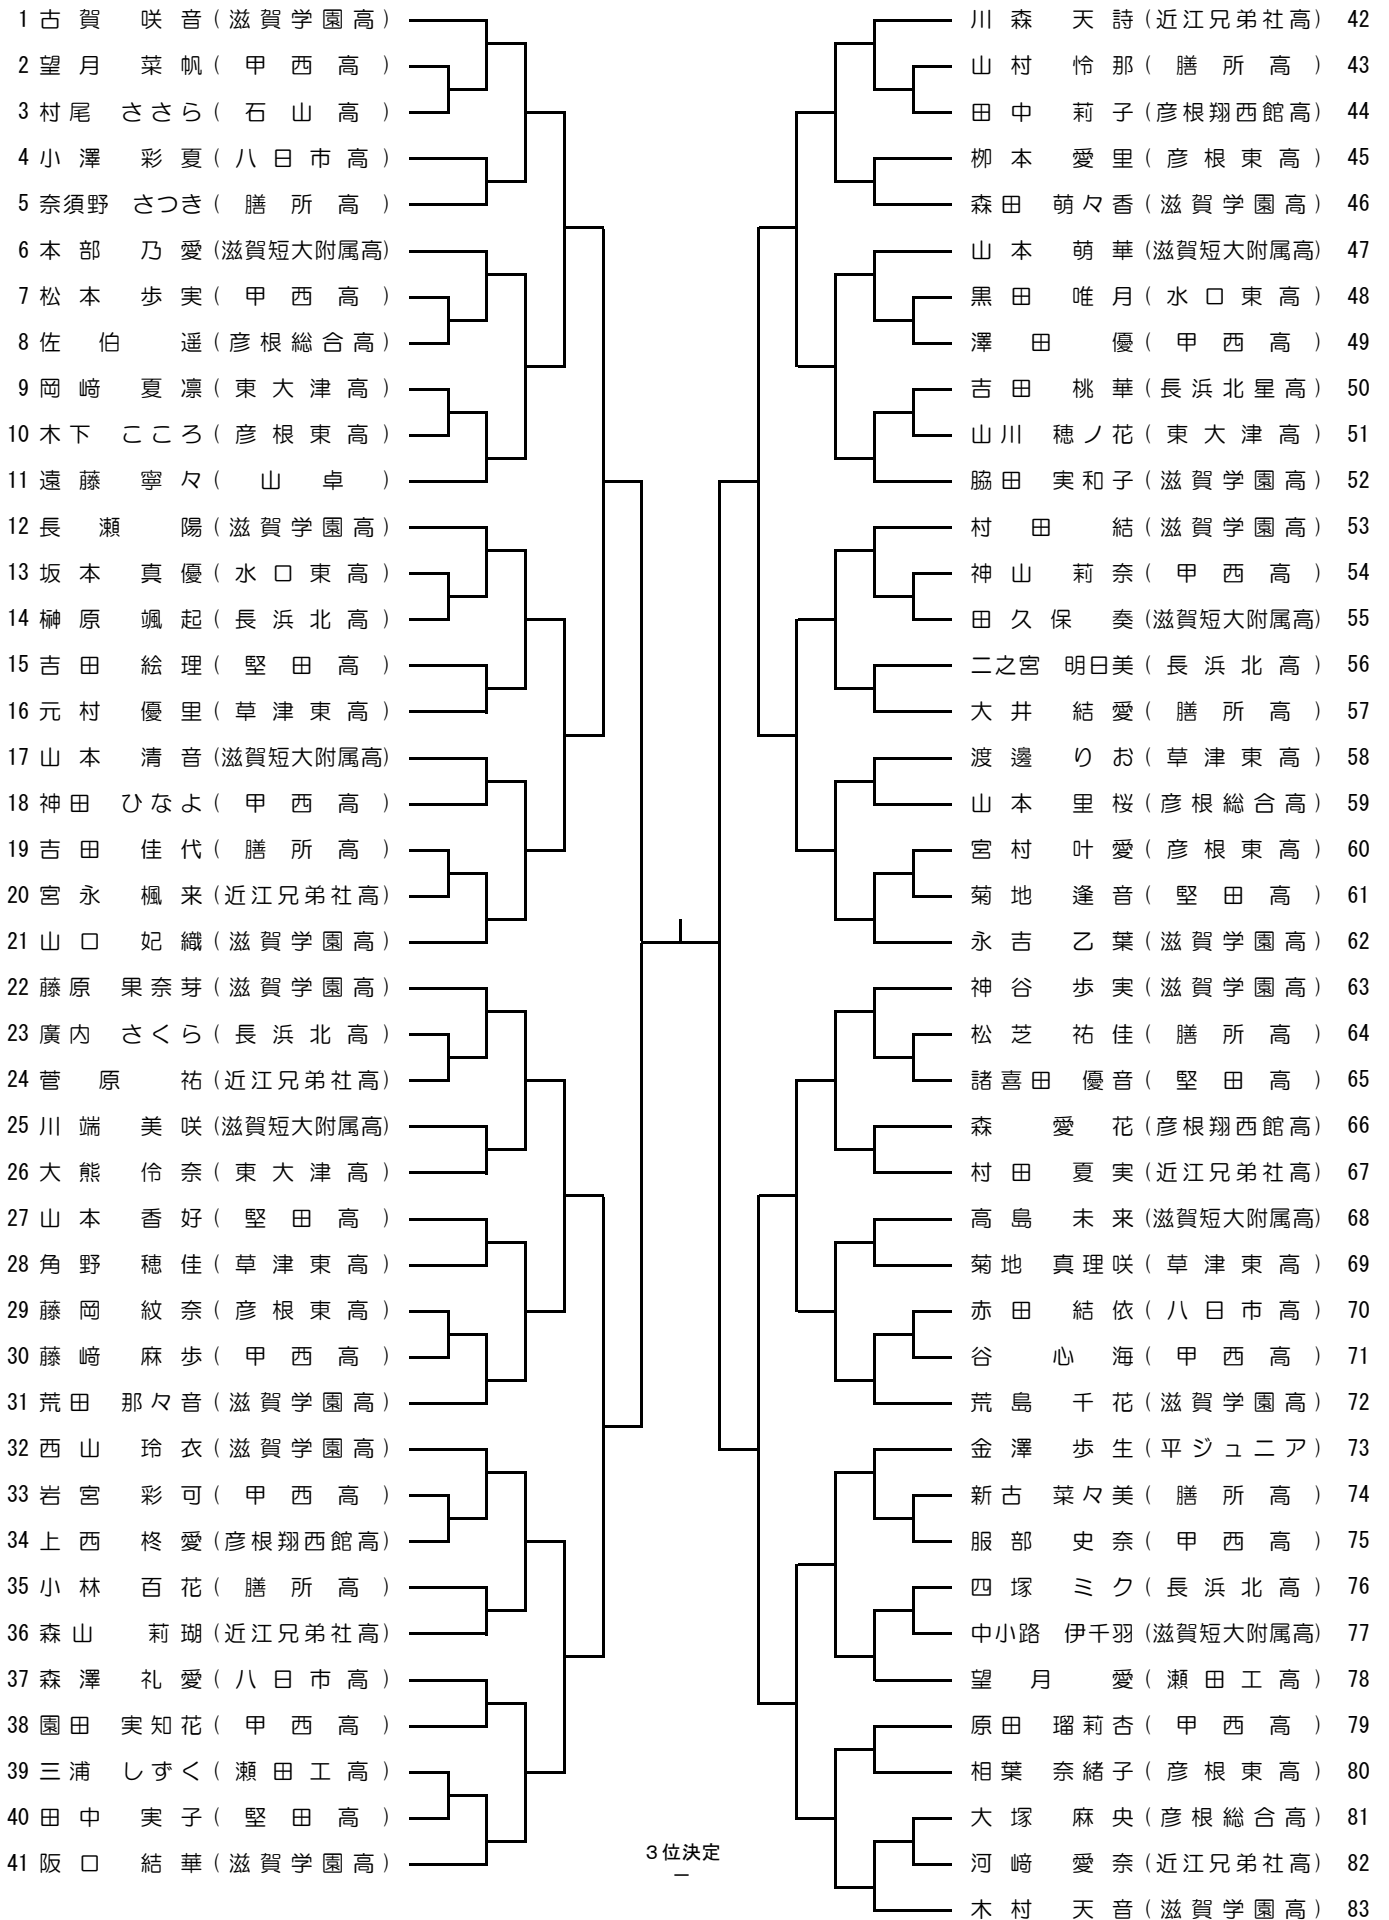 1 古賀 咲音 (滋賀学園高)
2 望月 菜帆 (甲西高)
3 村尾 ささら (石山高)
4 小澤 彩夏 (八日市高)
5 奈須野 さつき (膳所高)
6 本部 乃愛 (滋賀短大附属高)
7 松本 歩実 (甲西高)
8 佐伯 遥 (彦根総合高)
9 岡﨑 夏凛 (東大津高)
10 木下 こころ (彦根東高)
11 遠藤 寧々 (山卓)
12 長瀬 陽 (滋賀学園高)
13 坂本 真優 (水口東高)
14 榊原 颯起 (長浜北高)
15 吉田 絵理 (堅田高)
16 元村 優里 (草津東高)
17 山本 清音 (滋賀短大附属高)
18 神田 ひなよ (甲西高)
19 吉田 佳代 (膳所高)
20 宮永 楓来 (近江兄弟社高)
21 山口 妃織 (滋賀学園高)
22 藤原 果奈芽 (滋賀学園高)
23 廣内 さくら (長浜北高)
24 菅原 祐 (近江兄弟社高)
25 川端 美咲 (滋賀短大附属高)
26 大熊 伶奈 (東大津高)
27 山本 香好 (堅田高)
28 角野 穂佳 (草津東高)
29 藤岡 紋奈 (彦根東高)
30 藤﨑 麻歩 (甲西高)
31 荒田 那々音 (滋賀学園高)
32 西山 玲衣 (滋賀学園高)
33 岩宮 彩可 (甲西高)
34 上西 柊愛 (彦根翔西館高)
35 小林 百花 (膳所高)
36 森山 莉瑚 (近江兄弟社高)
37 森澤 礼愛 (八日市高)
38 園田 実知花 (甲西高)
39 三浦 しずく (瀬田工高)
40 田中 実子 (堅田高)
41 阪口 結華 (滋賀学園高)
3位決定
―
川森 天詩 (近江兄弟社高) 42
山村 怜那 (膳所高) 43
田中 莉子 (彦根翔西館高) 44
栁本 愛里 (彦根東高) 45
森田 萌々香 (滋賀学園高) 46
山本 萌華 (滋賀短大附属高) 47
黒田 唯月 (水口東高) 48
澤田 優 (甲西高) 49
吉田 桃華 (長浜北星高) 50
山川 穂ノ花 (東大津高) 51
脇田 実和子 (滋賀学園高) 52
村田 結 (滋賀学園高) 53
神山 莉奈 (甲西高) 54
田久保 奏 (滋賀短大附属高) 55
二之宮 明日美 (長浜北高) 56
大井 結愛 (膳所高) 57
渡邊 りお (草津東高) 58
山本 里桜 (彦根総合高) 59
宮村 叶愛 (彦根東高) 60
菊地 逢音 (堅田高) 61
永吉 乙葉 (滋賀学園高) 62
神谷 歩実 (滋賀学園高) 63
松芝 祐佳 (膳所高) 64
諸喜田 優音 (堅田高) 65
森 愛花 (彦根翔西館高) 66
村田 夏実 (近江兄弟社高) 67
高島 未来 (滋賀短大附属高) 68
菊地 真理咲 (草津東高) 69
赤田 結依 (八日市高) 70
谷 心海 (甲西高) 71
荒島 千花 (滋賀学園高) 72
金澤 歩生 (平ジュニア) 73
新古 菜々美 (膳所高) 74
服部 史奈 (甲西高) 75
四塚 ミク (長浜北高) 76
中小路 伊千羽 (滋賀短大附属高) 77
望月 愛 (瀬田工高) 78
原田 瑠莉杏 (甲西高) 79
相葉 奈緒子 (彦根東高) 80
大塚 麻央 (彦根総合高) 81
河﨑 愛奈 (近江兄弟社高) 82
木村 天音 (滋賀学園高) 83